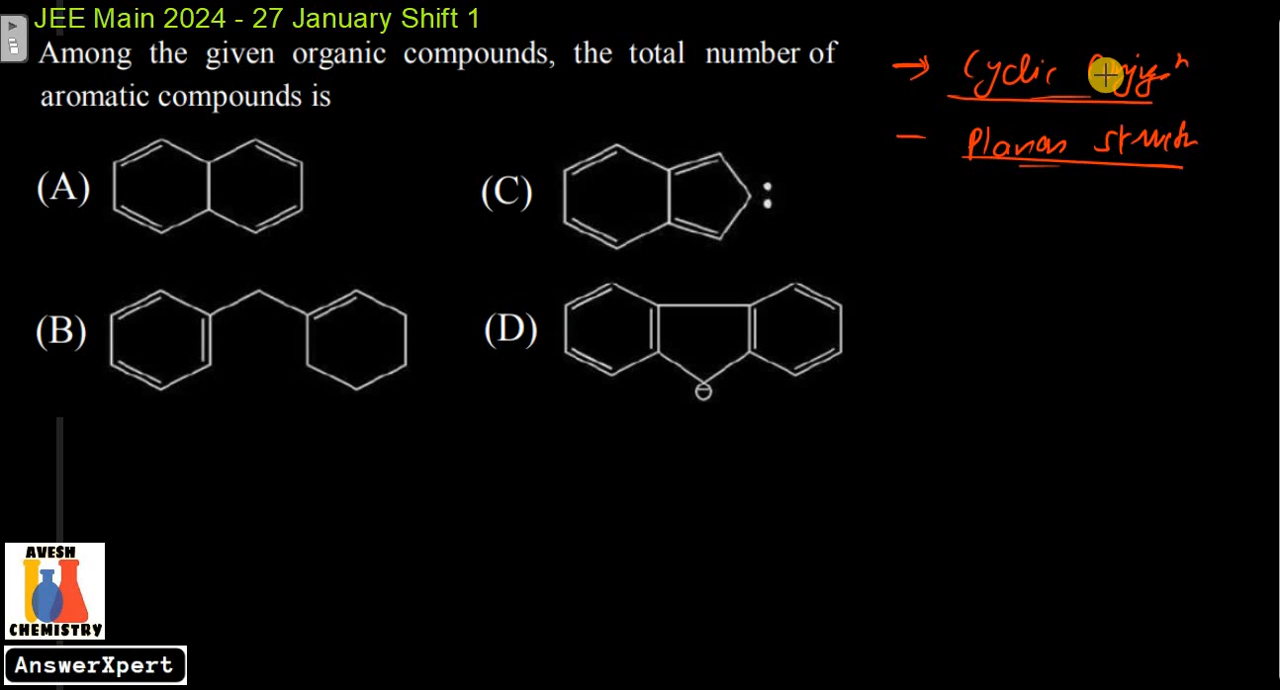 JEE Main 2024 - 27 January Shift 1
Among the given organic compounds, the total number of
aromatic compounds is
(A)
(C)
(B)
(D)
→ Cyclic
- Planar
AVESH
CHEMISTRY
AnswerXpert